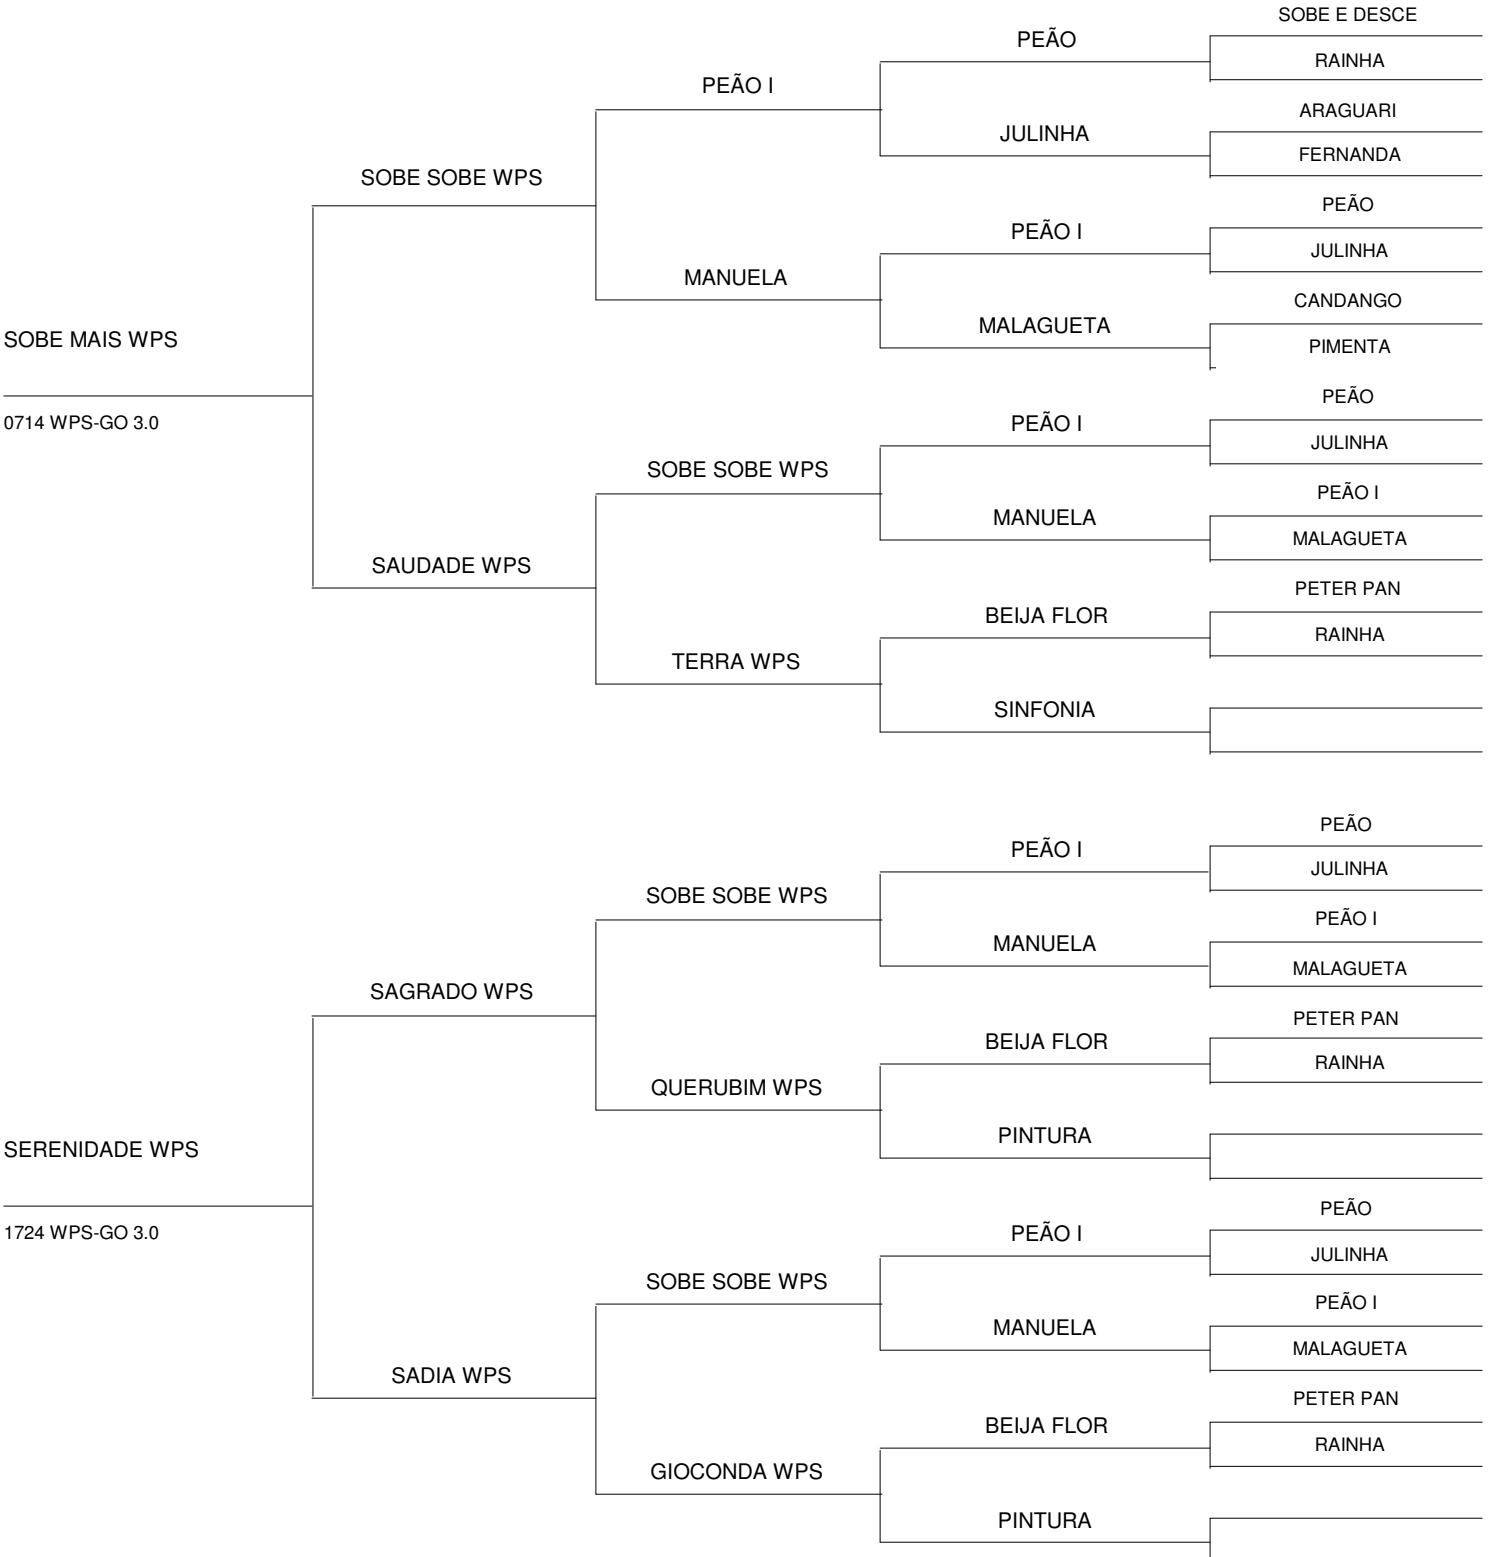 SOBE E DESCE
PEÃO
RAINHA
PEÃO I
ARAGUARI
JULINHA
FERNANDA
SOBE SOBE WPS
PEÃO
PEÃO I
JULINHA
MANUELA
CANDANGO
MALAGUETA
SOBE MAIS WPS
PIMENTA
PEÃO
0714 WPS-GO 3.0
PEÃO I
JULINHA
SOBE SOBE WPS
PEÃO I
MANUELA
MALAGUETA
SAUDADE WPS
PETER PAN
BEIJA FLOR
RAINHA
TERRA WPS
SINFONIA
PEÃO
PEÃO I
JULINHA
SOBE SOBE WPS
PEÃO I
MANUELA
MALAGUETA
SAGRADO WPS
PETER PAN
BEIJA FLOR
RAINHA
QUERUBIM WPS
PINTURA
SERENIDADE WPS
PEÃO
1724 WPS-GO 3.0
PEÃO I
JULINHA
SOBE SOBE WPS
PEÃO I
MANUELA
MALAGUETA
SADIA WPS
PETER PAN
BEIJA FLOR
RAINHA
GIOCONDA WPS
PINTURA